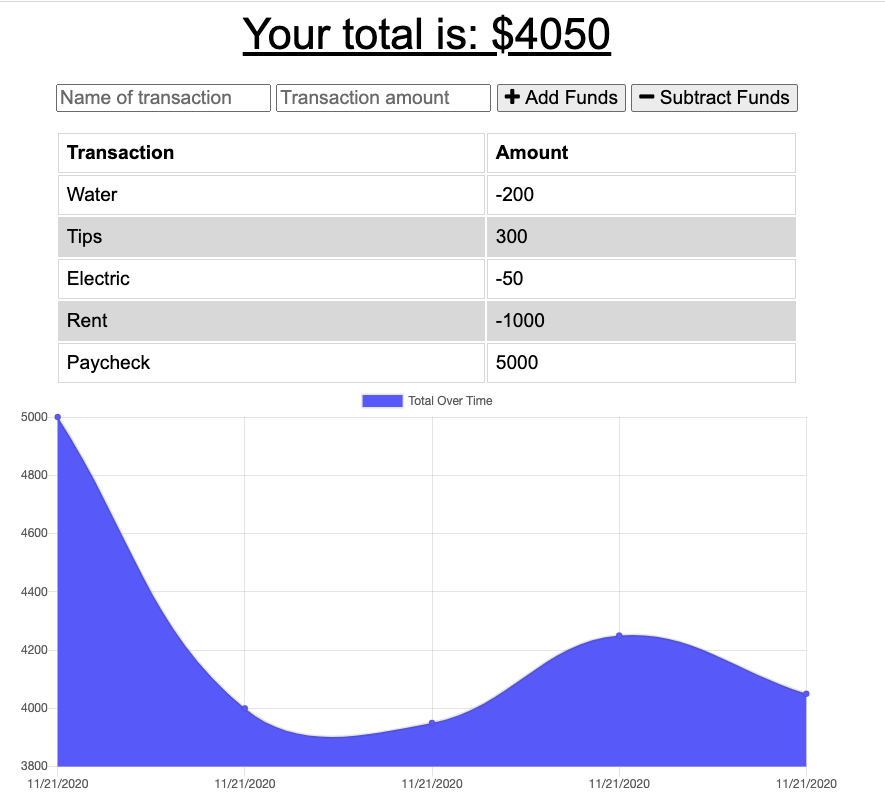 Your total is: $4050
Name of transaction Transaction amount Add Funds Subtract Funds
Transaction Amount
Water -200
Tips 300
Electric -50
Rent -1000
Paycheck 5000
Total Over Time
5000
4800
4600
4400
4200
4000
3800
11/21/2020 11/21/2020 11/21/2020 11/21/2020 11/21/2020